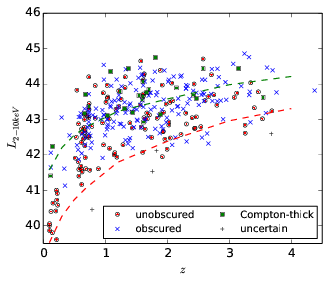 46
45
44
43
42
41
40
L2−10keV
0
1
2
3
4
z
unobscured
obscured
Compton-thick
uncertain